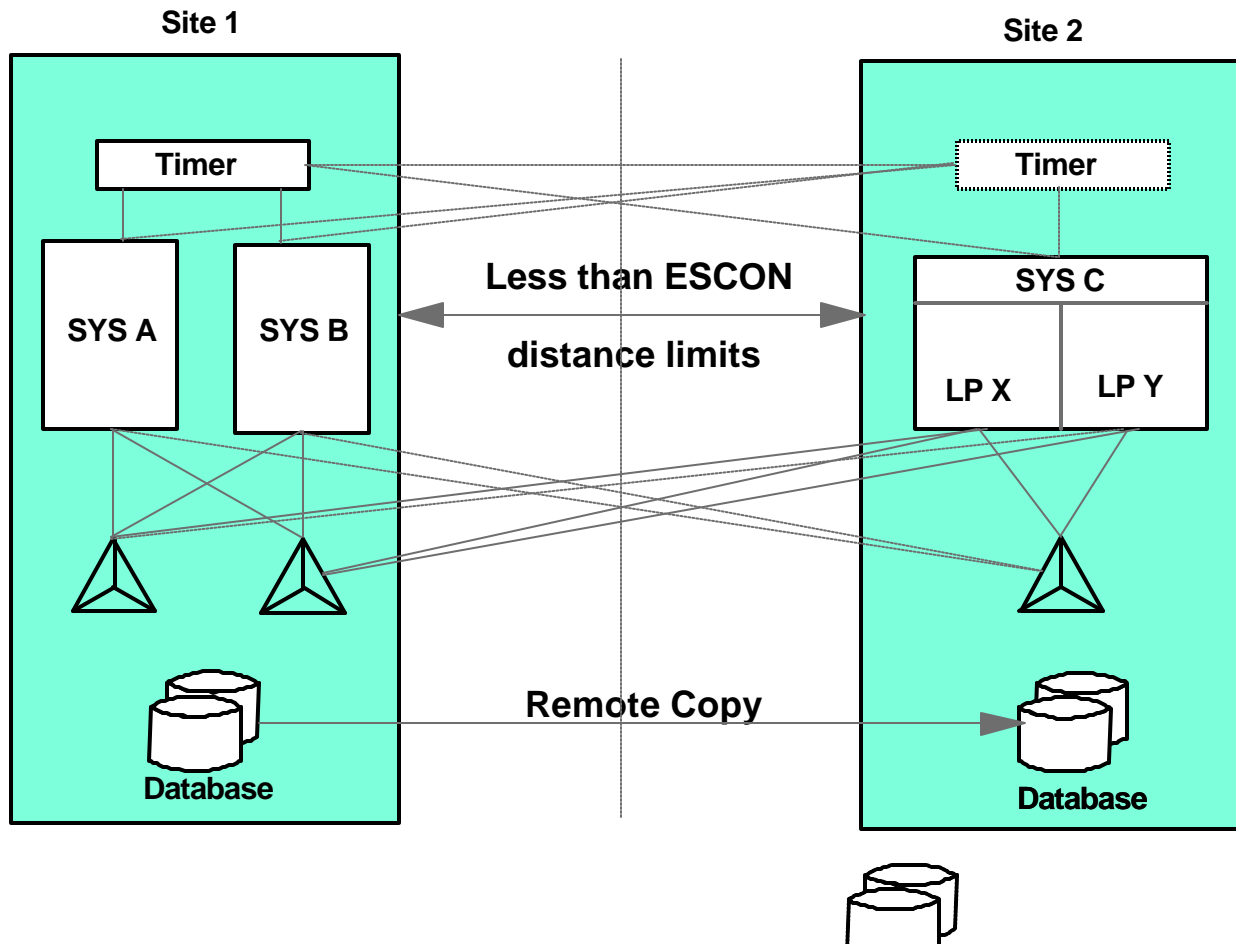 Site 1
Site 2
Timer
Timer
SYS A
SYS B
Less than ESCON
distance limits
SYS C
LP X
LP Y
Remote Copy
Database
Database